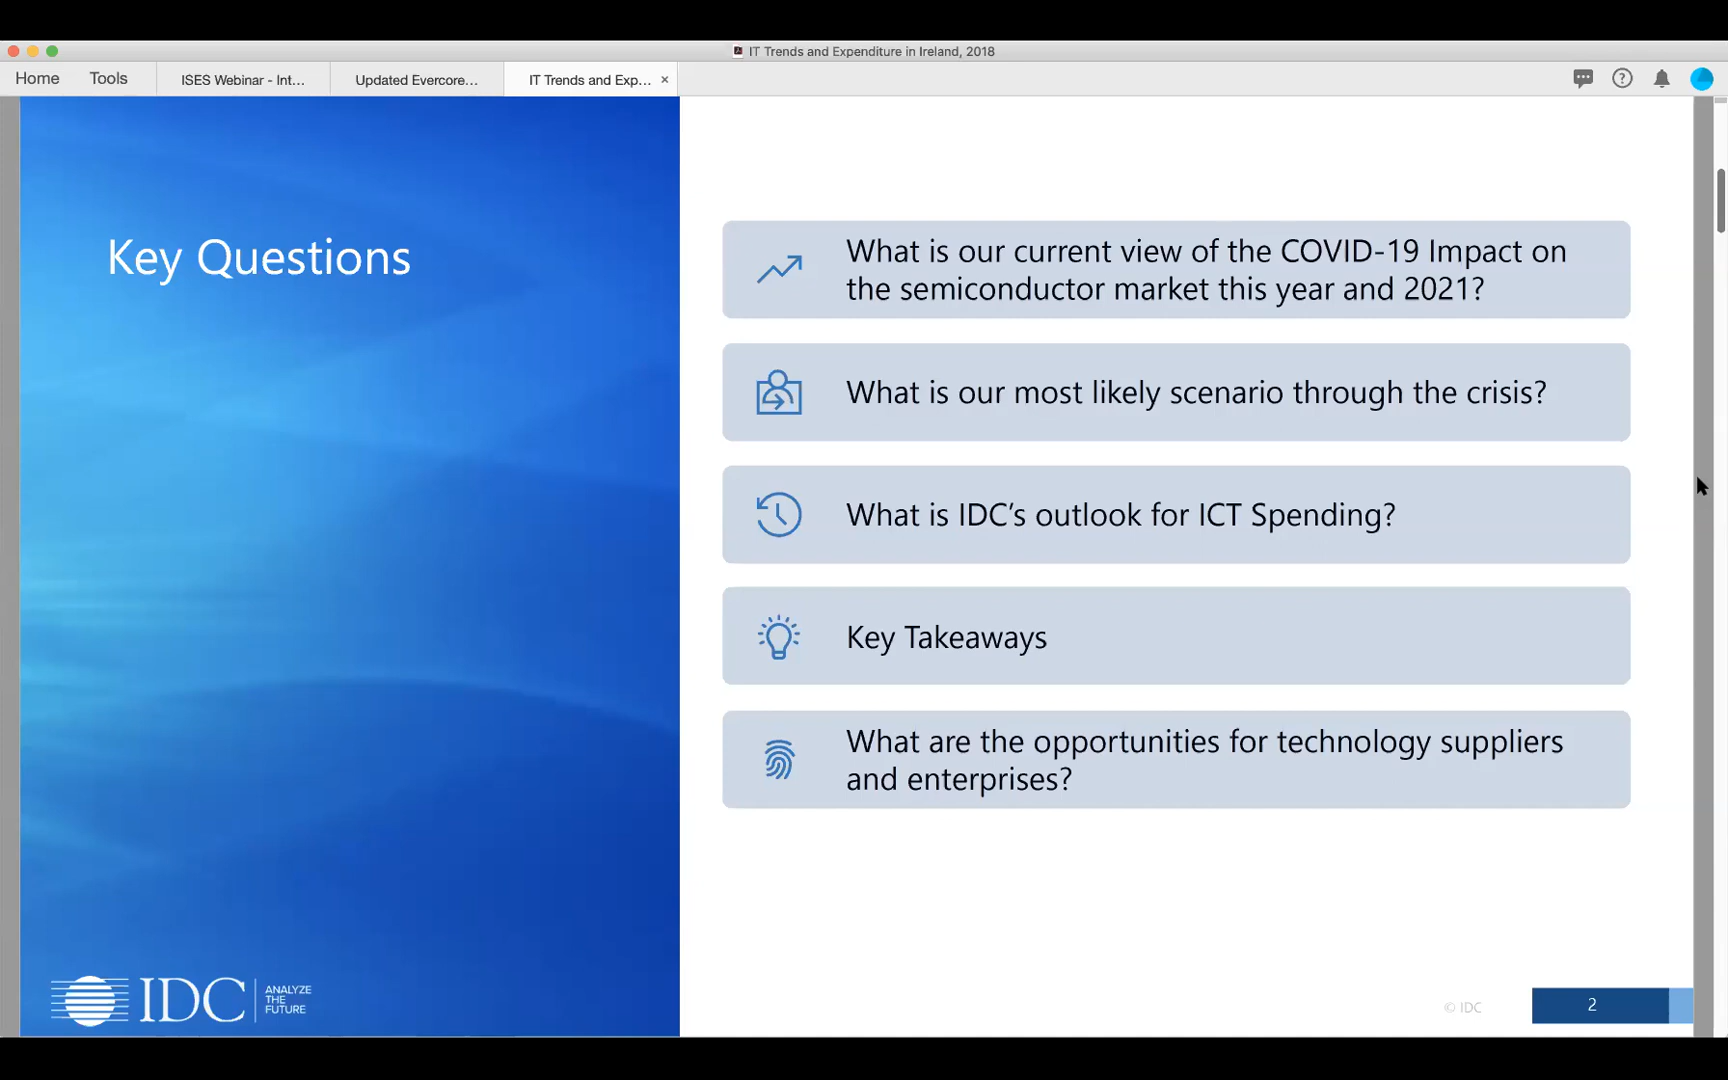 IT Trends and Expenditure in Ireland, 2018
Home
Tools
ISES Webinar - Int...
Updated Evercore...
IT Trends and Exp...
×
Key Questions
What is our current view of the COVID-19 Impact on
the semiconductor market this year and 2021?
What is our most likely scenario through the crisis?
What is IDC’s outlook for ICT Spending?
Key Takeaways
What are the opportunities for technology suppliers
and enterprises?
IDC
ANALYZE
THE
FUTURE
© IDC
2